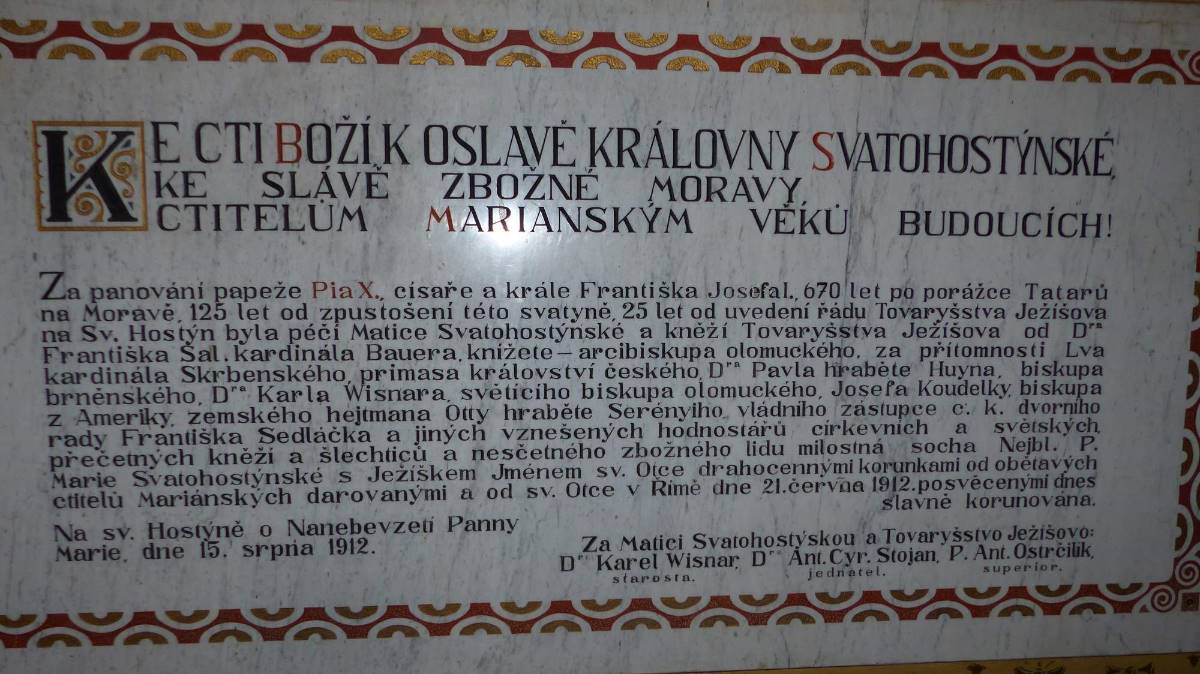 KE CTI BOŽÍ, K OSLAVĚ KRÁLOVNY SVATOHOSTÝNSKÉ,
KE SLÁVĚ ZBOŽNÉ MORAVY,
CTITELŮM MARIÁNSKÝM VĚKŮ BUDOUCÍCH!
Za panování papeže Pia X., císaře a krále Františka Josefa I., 670 let po porážce Tatarů
na Moravě, 125 let od zpustošení této svatyně, 25 let od uvedení řádu Tovaryšstva Ježíšova
na Sv. Hostýn byla péčí Matice Svatohostýnské a kněží Tovaryšstva Ježíšova od Dra
Františka Sal. kardinála Bauera, knížete-arcibiskupa olomuckého, za přítomnosti Lva
kardinála Skrbenského, primasa království českého, Dra Pavla hraběte Huyna, biskupa
brněnského, Dra Karla Wisnara, světícího biskupa olomuckého, Josefa Koudelky, biskupa
z Ameriky, zemského hejtmana Otty hraběte Serényiho, vládního zástupce c. k. dvorního
rady Františka Sedláčka a jiných vznešených hodnostářů církevních a světských,
přečetných kněží a šlechticů a nesčetného zbožného lidu milostná socha Nejbl. P.
Marie Svatohostýnské s Ježíškem Jménem sv. Otce drahocennými korunkami od obětavých
ctitelů Mariánských darovanými a od sv. Otce v Římě dne 21. června 1912. posvěcenými dnes
slavně korunována.
Na sv. Hostýně o Nanebevzetí Panny
Marie, dne 15. srpna 1912.
Za Matici Svatohostýnskou a Tovaryšstvo Ježíšovo:
Dr. Karel Wisnar, Dr. Ant. Cyr. Stojan, P. Ant. Ostrčilík,
starosta. jednatel. superior.